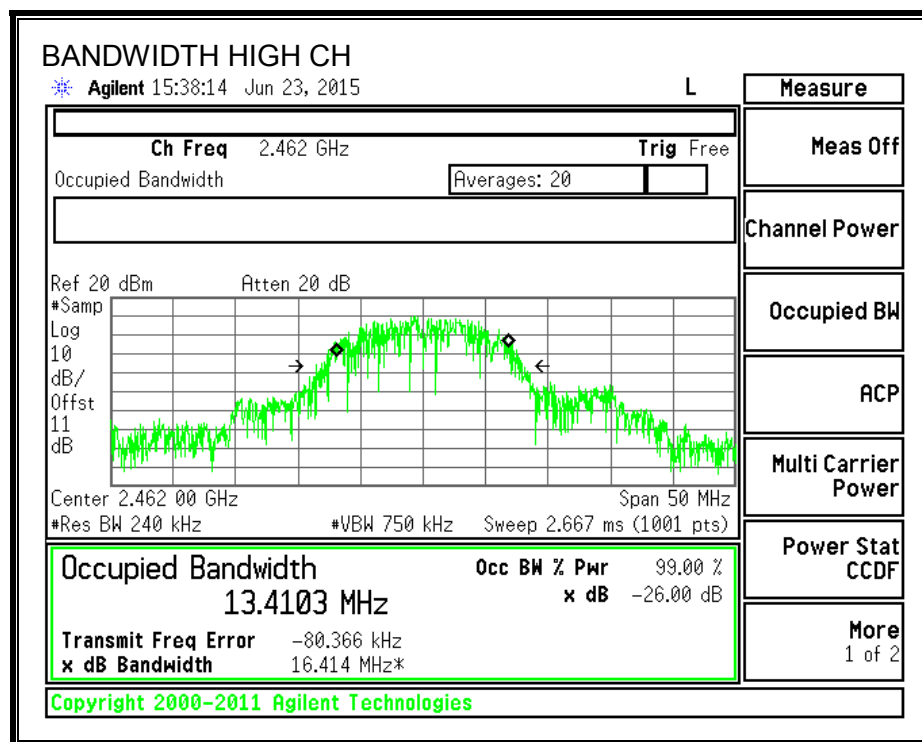 BANDWIDTH HIGH CH
Agilent 15:38:14 Jun 23, 2015 L
Measure
Ch Freq 2.462 GHz Trig Free
Meas Off
Occupied Bandwidth Averages: 20
Channel Power
Ref 20 dBm Atten 20 dB
#Samp
Log
10
dB/
Offst
11
dB
Occupied BW
ACP
Multi Carrier
Power
Center 2.462 00 GHz Span 50 MHz
#Res BW 240 kHz #VBW 750 kHz Sweep 2.667 ms (1001 pts)
Power Stat
CCDF
Occupied Bandwidth Occ BW % Pwr 99.00 %
13.4103 MHz x dB -26.00 dB
Transmit Freq Error -80.366 kHz
x dB Bandwidth 16.414 MHz*
More
1 of 2
Copyright 2000-2011 Agilent Technologies